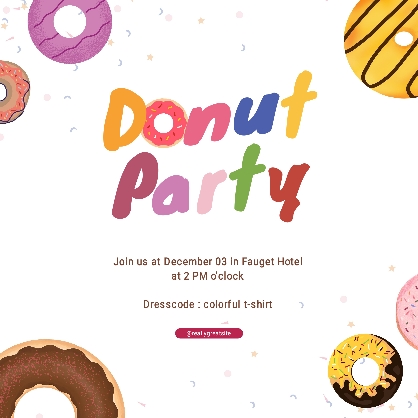 Donut
Party
Join us at December 03 in Fauget Hotel
at 2 PM o'clock
Dresscode : colorful t-shirt
@reallygreatsite